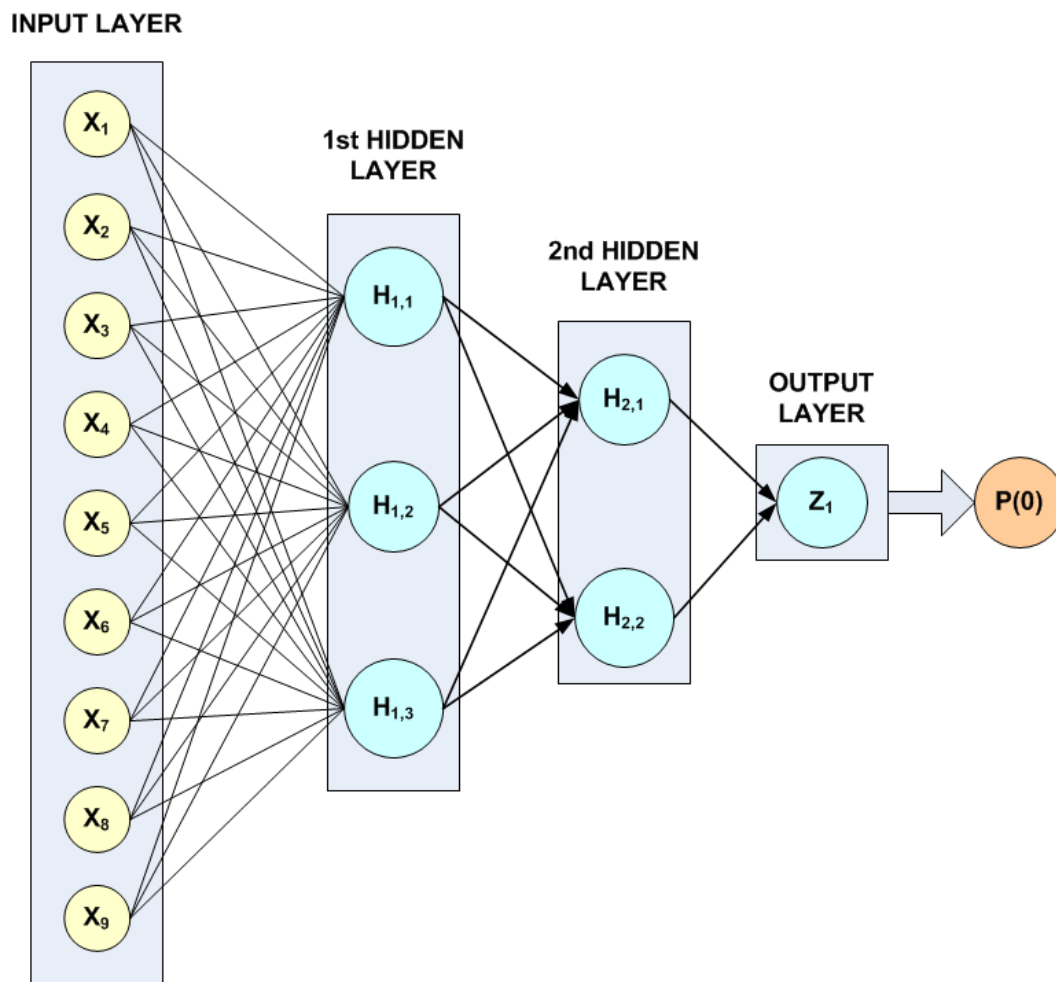 INPUT LAYER
X1
X2
X3
X4
X5
X6
X7
X8
X9
1st HIDDEN
LAYER
H1,1
H1,2
H1,3
2nd HIDDEN
LAYER
H2,1
H2,2
OUTPUT
LAYER
Z1
P(0)